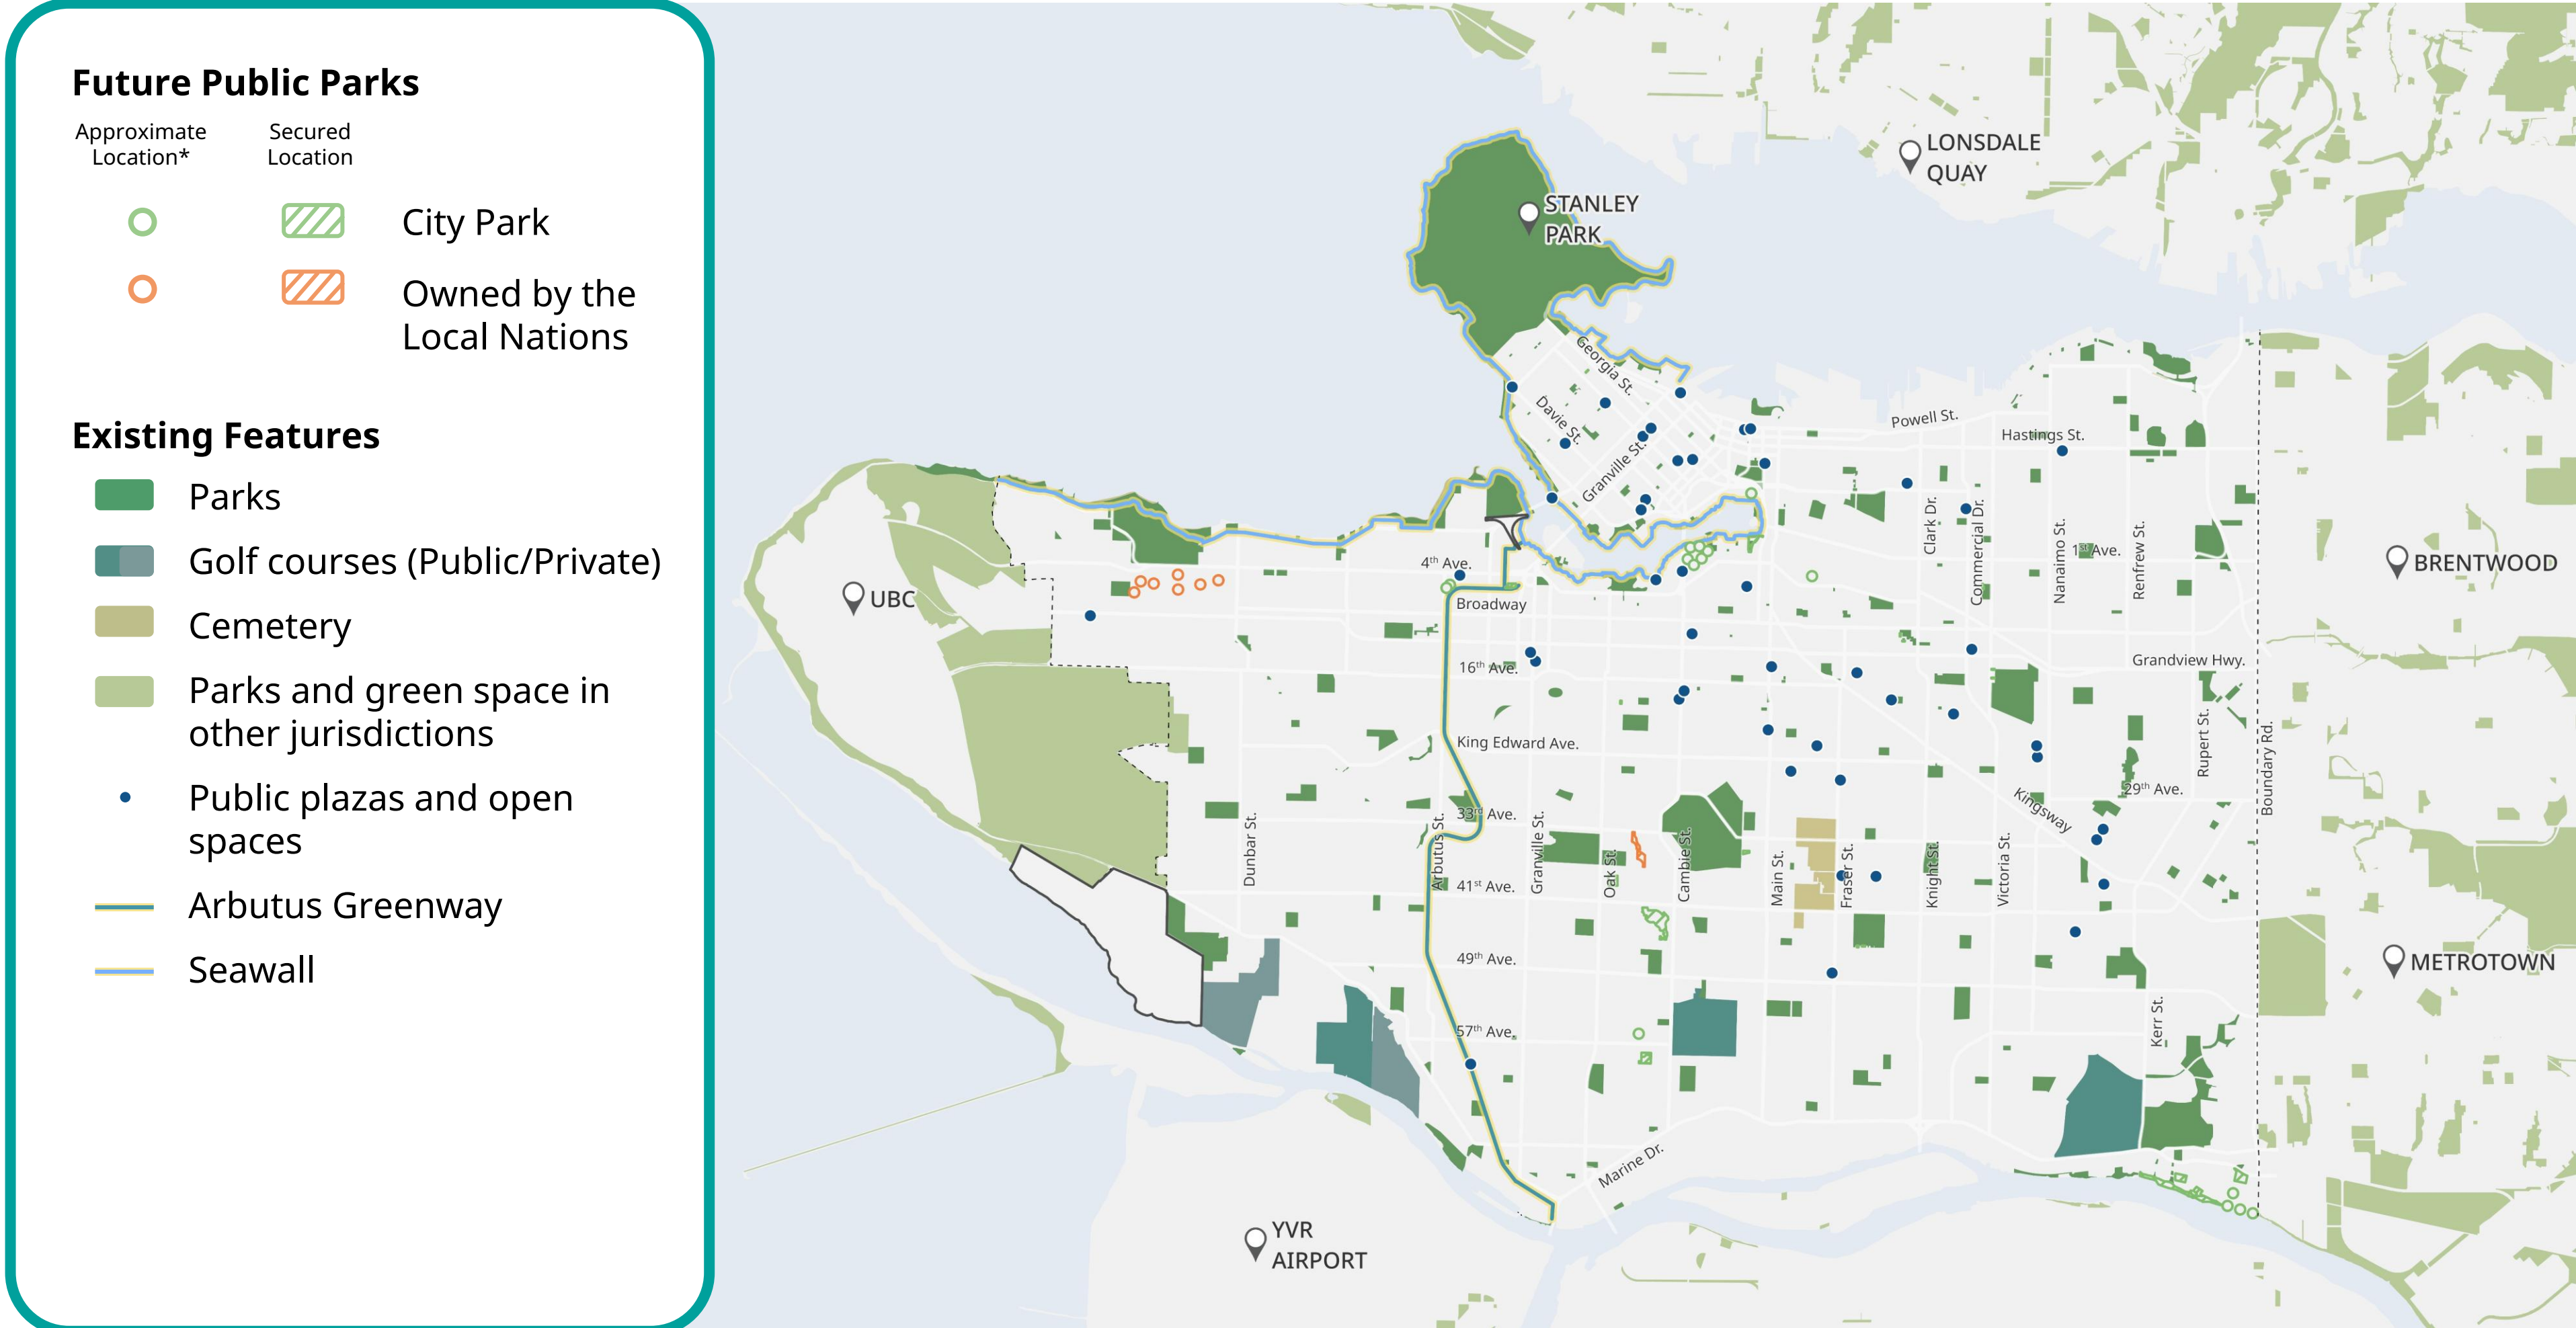 Future Public Parks
Approximate
Location*
Secured
Location
City Park
Owned by the
Local Nations
Existing Features
Parks
Golf courses (Public/Private)
Cemetery
Parks and green space in
other jurisdictions
Public plazas and open
spaces
Arbutus Greenway
Seawall
LONSDALE
QUAY
STANLEY
PARK
Georgia St.
Davie St.
Granville St.
Powell St.
Hastings St.
4th Ave.
Clark Dr.
Commercial Dr.
Nanaimo St.
1st Ave.
Renfrew St.
BRENTWOOD
UBC
Broadway
16th Ave.
Grandview Hwy.
King Edward Ave.
Rupert St.
Boundary Rd.
29th Ave.
Kingsway
33rd Ave.
Dunbar St.
Arbutus St.
Granville St.
Oak St.
Cambie St.
Main St.
Fraser St.
Knight St.
Victoria St.
41st Ave.
49th Ave.
METROTOWN
57th Ave.
Kerr St.
Marine Dr.
YVR
AIRPORT